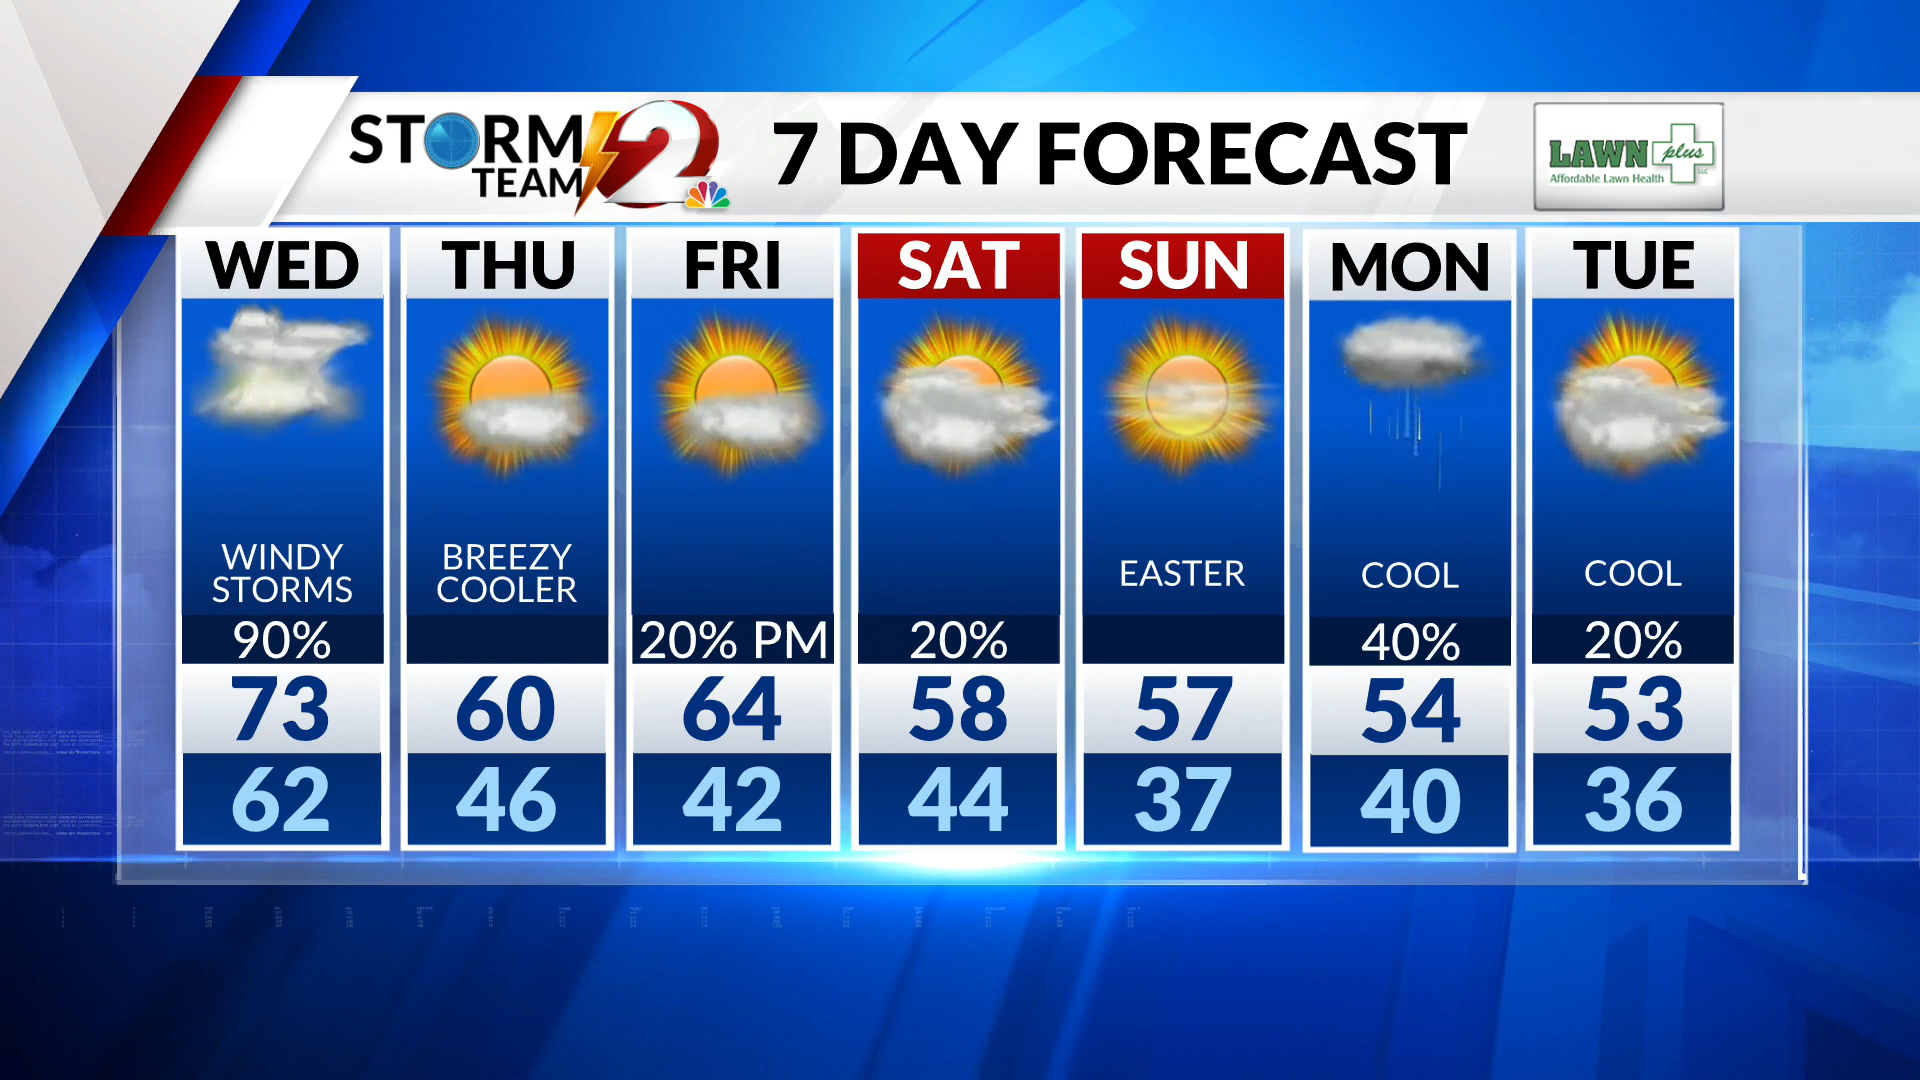 STORM
TEAM
2
7 DAY FORECAST
LAWN plus LLC
Affordable Lawn Health
WED THU FRI SAT SUN MON TUE
WINDY
STORMS
BREEZY
COOLER
EASTER
COOL
COOL
90% 20% PM 20% 40% 20%
73 60 64 58 57 54 53
62 46 42 44 37 40 36